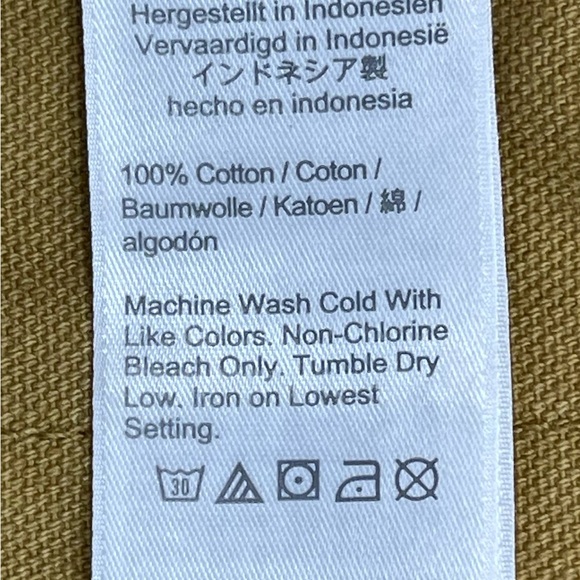 Hergestellt in Indonesien
Vervaardigd in Indonesië
インドネシア製
hecho en indonesia
100% Cotton / Coton /
Baumwolle / Katoen / 綿 /
algodón
Machine Wash Cold With
Like Colors. Non-Chlorine
Bleach Only. Tumble Dry
Low. Iron on Lowest
Setting.
30